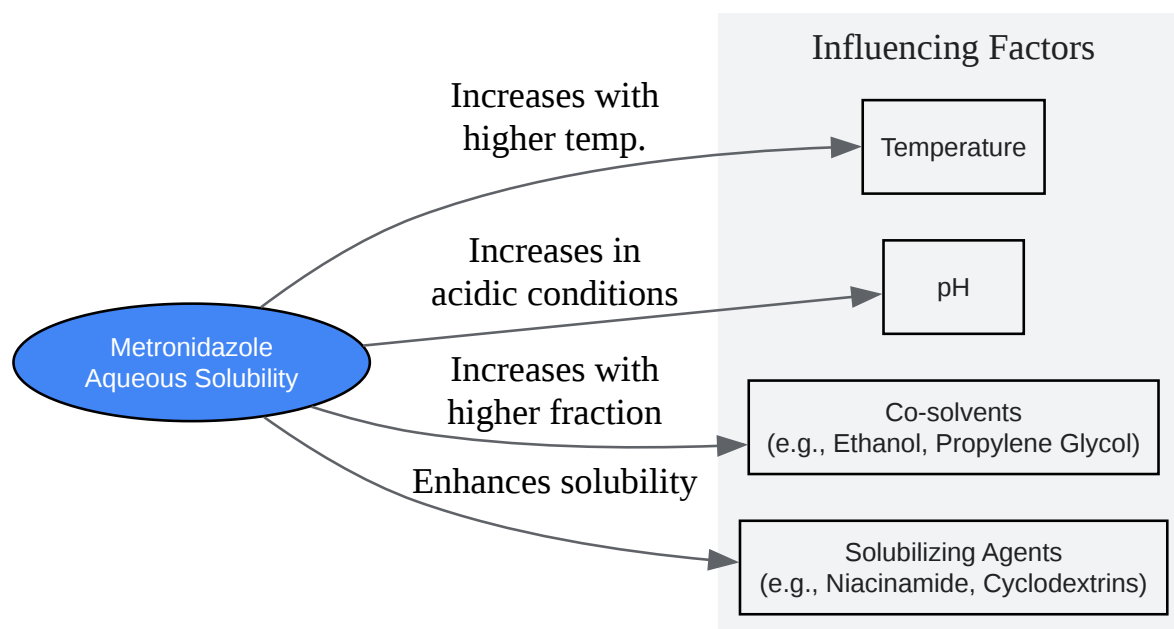 Influencing Factors
Increases with
higher temp.
Temperature
Increases in
acidic conditions
pH
Metronidazole
Aqueous Solubility
Increases with
higher fraction
Co-solvents
(e.g., Ethanol, Propylene Glycol)
Enhances solubility
Solubilizing Agents
(e.g., Niacinamide, Cyclodextrins)